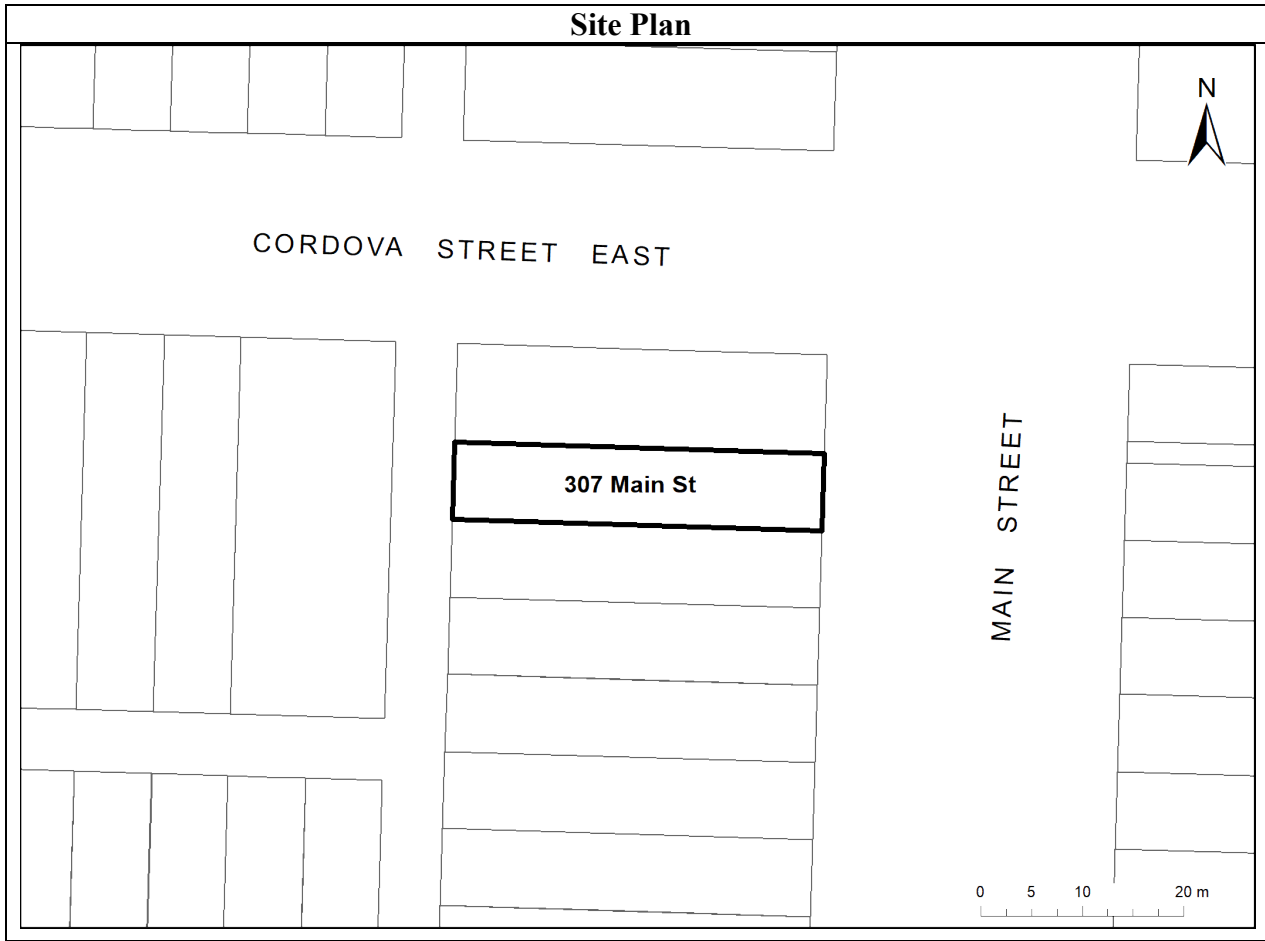 Site Plan
N
CORDOVA STREET EAST
307 Main St
MAIN STREET
0 5 10 20 m